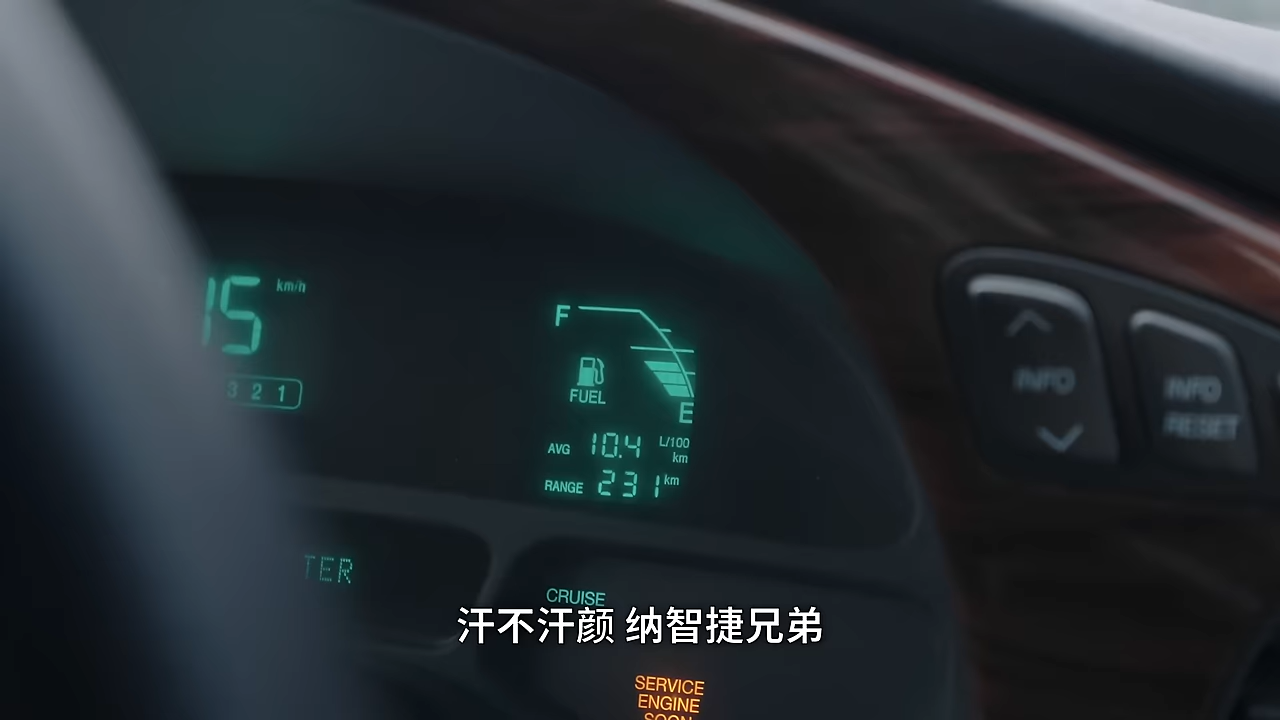 15 km/h
3 2 1
F
FUEL
E
AVG 10.4 L/100 km
RANGE 231 km
INFO
INFO RESET
TER
CRUISE
汗不汗颜 纳智捷兄弟
SERVICE
ENGINE
SOON